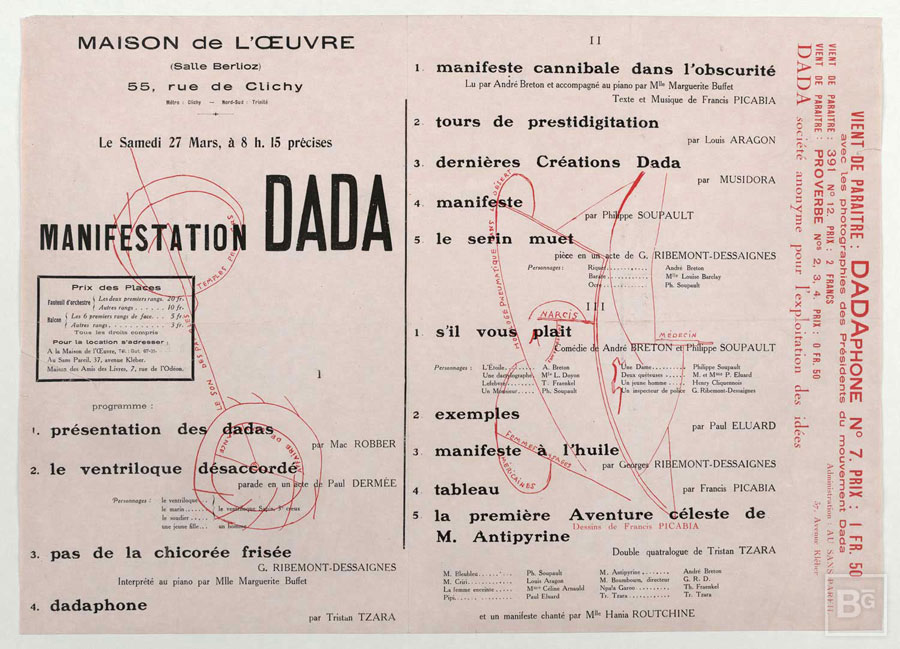 MAISON de L'ŒUVRE
(Salle Berlioz)
55, rue de Clichy
Métro : Clichy — Nord-Sud : Trinité
Le Samedi 27 Mars, à 8 h. 15 précises
MANIFESTATION DADA
Prix des Places
Fauteuil d'orchestre { Les deux premiers rangs. 20 fr.
Autres rangs . . . . . . . . 10 fr.
Balcon { Les 6 premiers rangs de face. . . 5 fr.
Autres rangs . . . . . . . . . . 3 fr.
Tous les droits compris
Pour la location s'adresser :
A la Maison de l'Œuvre, Tél. : Gut.
Au Sans Pareil, 37, avenue Kléber.
Maison des Amis des Livres, 7, rue de l'Odéon.
I
programme :
1. présentation des dadas
par Mac ROBBER
2. le ventriloque désaccordé
parade en un acte de Paul DERMÉE
Personnages : le ventriloque
le marin
le soudier
une jeune fille
le ventriloque
un homme
3. pas de la chicorée frisée
G. RIBEMONT-DESSAIGNES
Interprété au piano par Mlle Marguerite Buffet
4. dadaphone
par Tristan TZARA
II
1. manifeste cannibale dans l'obscurité
Lu par André Breton et accompagné au piano par Mlle Marguerite Buffet
Texte et Musique de Francis PICABIA
2. tours de prestidigitation
par Louis ARAGON
3. dernières Créations Dada
par MUSIDORA
4. manifeste
par Philippe SOUPAULT
5. le serin muet
pièce en un acte de G. RIBEMONT-DESSAIGNES
Personnages : Riquet . . . . . . . André Breton
Barate . . . . . . . Mlle Louise Barclay
Ocre . . . . . . . Ph. Soupault
III
1. s'il vous plaît
Comédie de André BRETON et Philippe SOUPAULT
Personnages : L'Etoile . . . . . A. Breton
Une dactylographe. Mlle L. Doyon
Lefebvre . . . . . T. Fraenkel
Un Monsieur . . . . . Ph. Soupault
Une Dame . . . . . Philippe Soupault
Deux quêteuses . . . . . M. et Mme P. Eluard
Un jeune homme . . . Henry Cliquennois
Un inspecteur de police G. Ribemont-Dessaignes
2 exemples
par Paul ELUARD
3. manifeste à l'huile
par Georges RIBEMONT-DESSAIGNES
4. tableau
par Francis PICABIA
5. la première Aventure céleste de
M. Antipyrine
Dessins de Francis PICABIA
Double quatralogue de Tristan TZARA
M. Bleubleu . . . . . Ph. Soupault
M. Cricri . . . . . Louis Aragon
La femme enceinte . . . Mme Céline Arnauld
Pipi . . . . . Paul Eluard
M. Antipyrine . . . . . André Breton
M. Boumboum, directeur G. R. D.
Npala Garoo . . . . . Th. Fraenkel
Tr. Tzara . . . . . Tr. Tzara
et un manifeste chanté par Mlle Hania ROUTCHINE
VIENT DE PARAITRE : DADAPHONE N° 7. PRIX : 1 FR. 50
avec les photographies des Présidents du mouvement Dada
VIENT DE PARAITRE : 391 N° 12. PRIX : 2 FRANCS
VIENT DE PARAITRE : PROVERBE Nos 2, 3, 4. PRIX : 0 FR. 50
DADA société anonyme pour l'exploitation des idées
Administration : AU SANS PAREIL
37, Avenue Kléber
NARCIS
MÉDECIN
FEMMES
AMÉRICAINES
TEMPLES
LE SON DES PAS
BTG